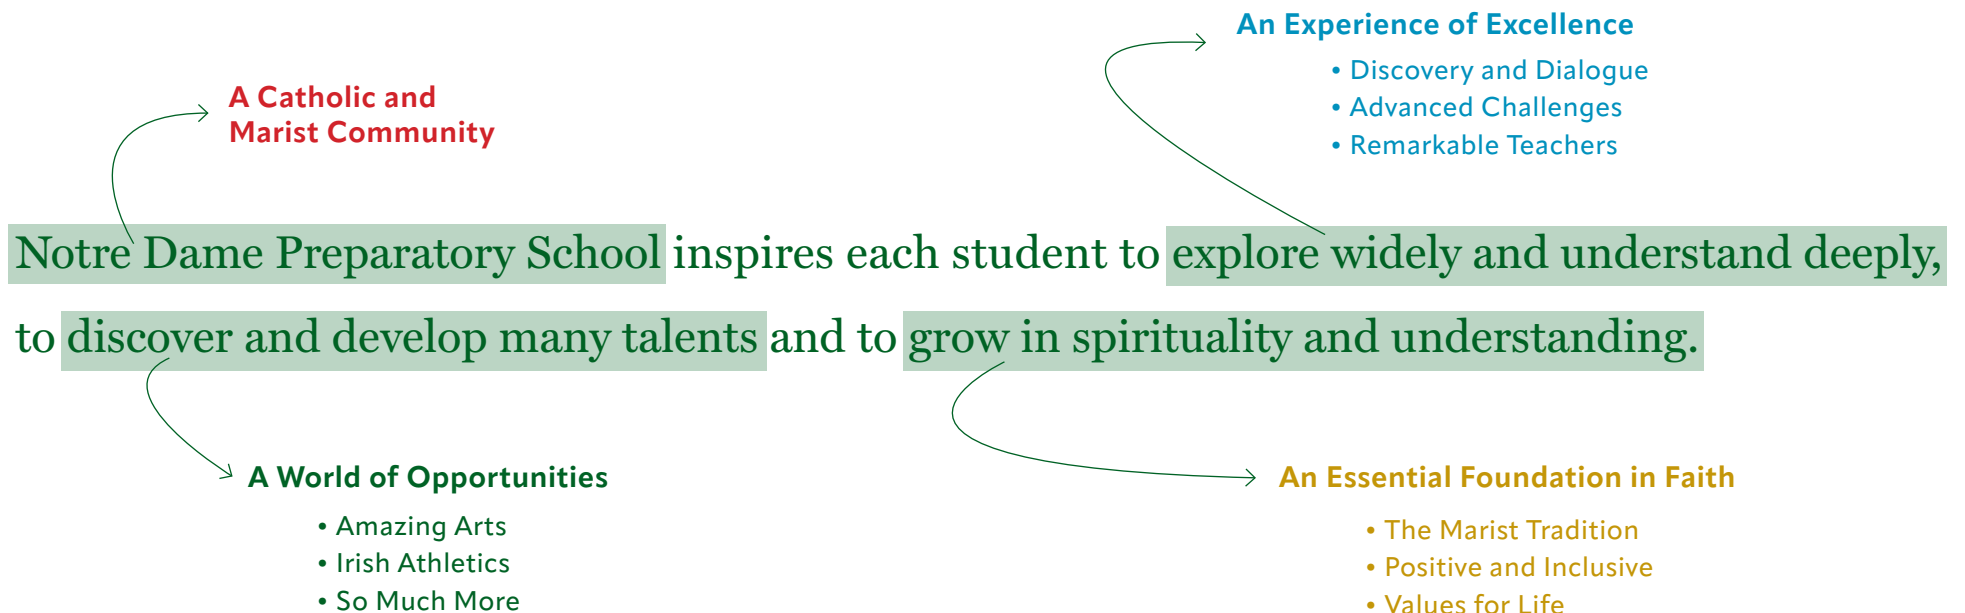 An Experience of Excellence
• Discovery and Dialogue
• Advanced Challenges
• Remarkable Teachers
A Catholic and
Marist Community
Notre Dame Preparatory School inspires each student to explore widely and understand deeply,
to discover and develop many talents and to grow in spirituality and understanding.
A World of Opportunities
• Amazing Arts
• Irish Athletics
• So Much More
An Essential Foundation in Faith
• The Marist Tradition
• Positive and Inclusive
• Values for Life